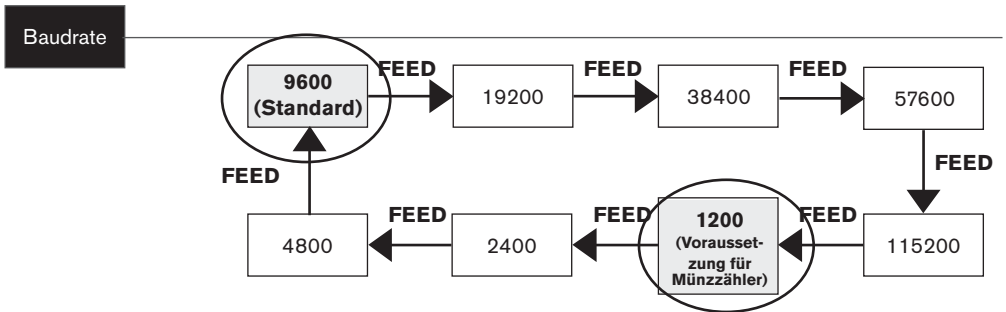 Baudrate
FEED FEED FEED
9600
(Standard)
19200
38400
57600
FEED
FEED
FEED FEED FEED
4800
2400
1200
(Vorausset-
zung für
Münzzähler)
115200